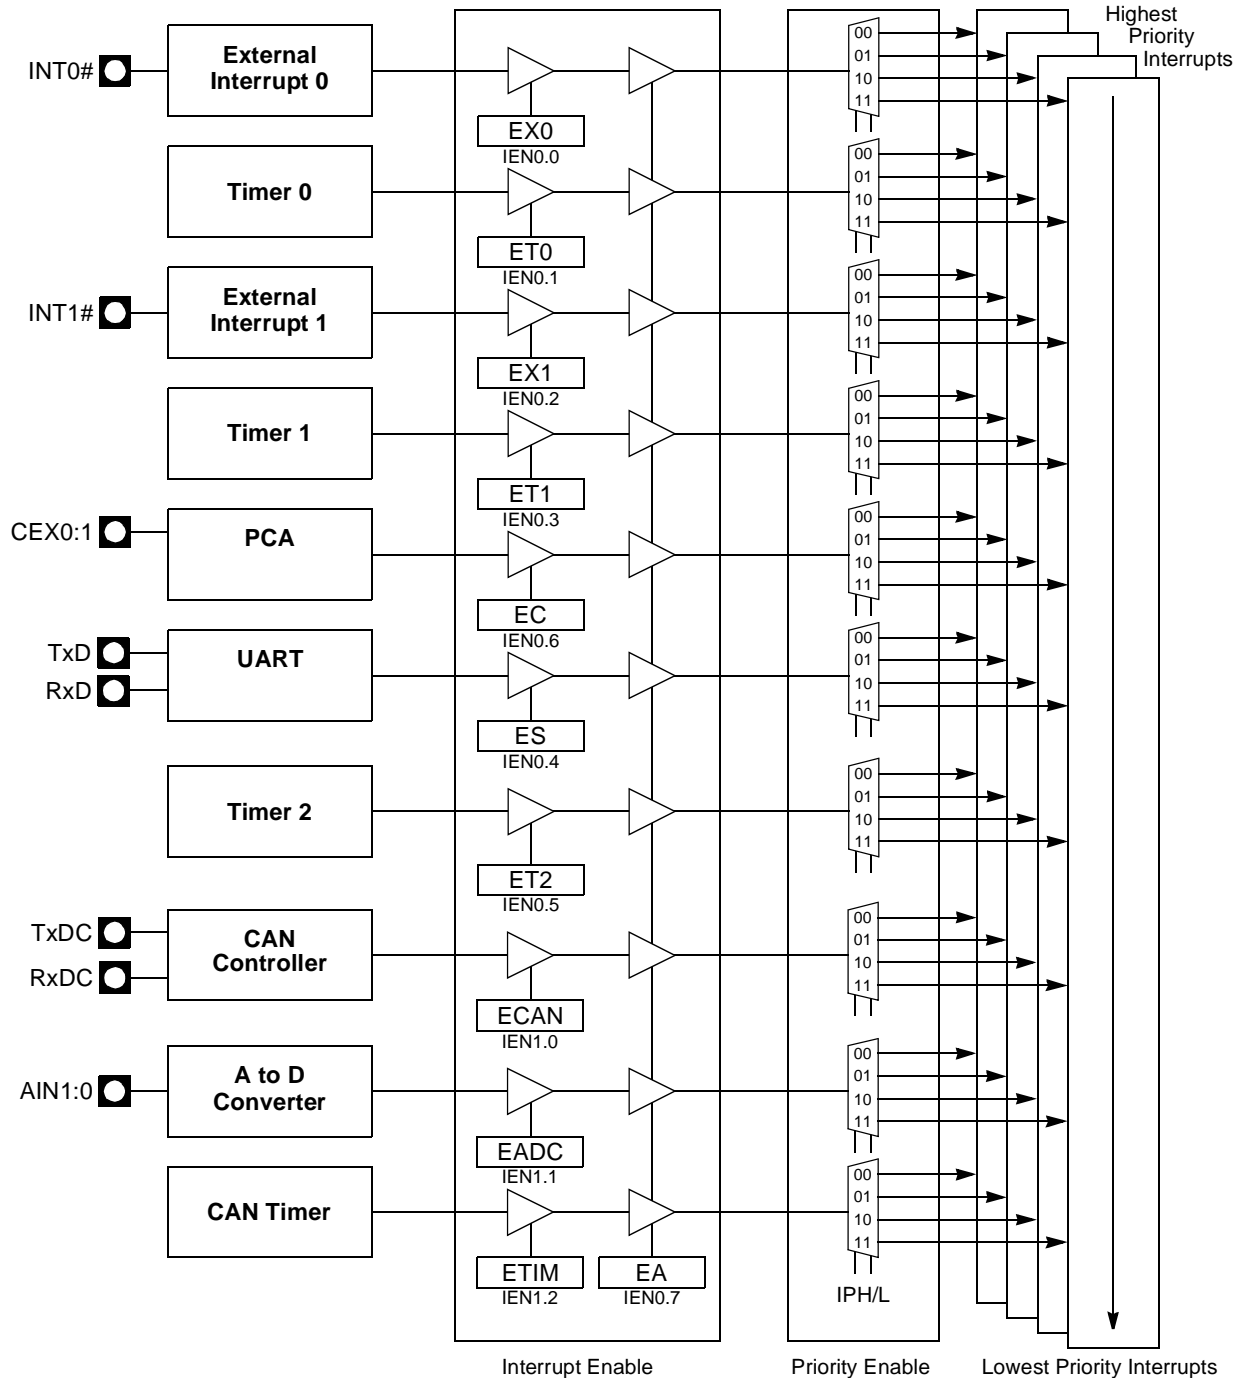 Highest
Priority
Interrupts
INT0#
External
Interrupt 0
EX0
IEN0.0
00
01
10
11
Timer 0
ET0
IEN0.1
00
01
10
11
INT1#
External
Interrupt 1
EX1
IEN0.2
00
01
10
11
Timer 1
ET1
IEN0.3
00
01
10
11
CEX0:1
PCA
EC
IEN0.6
00
01
10
11
TxD
RxD
UART
ES
IEN0.4
00
01
10
11
Timer 2
ET2
IEN0.5
00
01
10
11
TxDC
RxDC
CAN
Controller
ECAN
IEN1.0
00
01
10
11
AIN1:0
A to D
Converter
EADC
IEN1.1
00
01
10
11
CAN Timer
ETIM
IEN1.2
EA
IEN0.7
00
01
10
11
IPH/L
Interrupt Enable
Priority Enable
Lowest Priority Interrupts